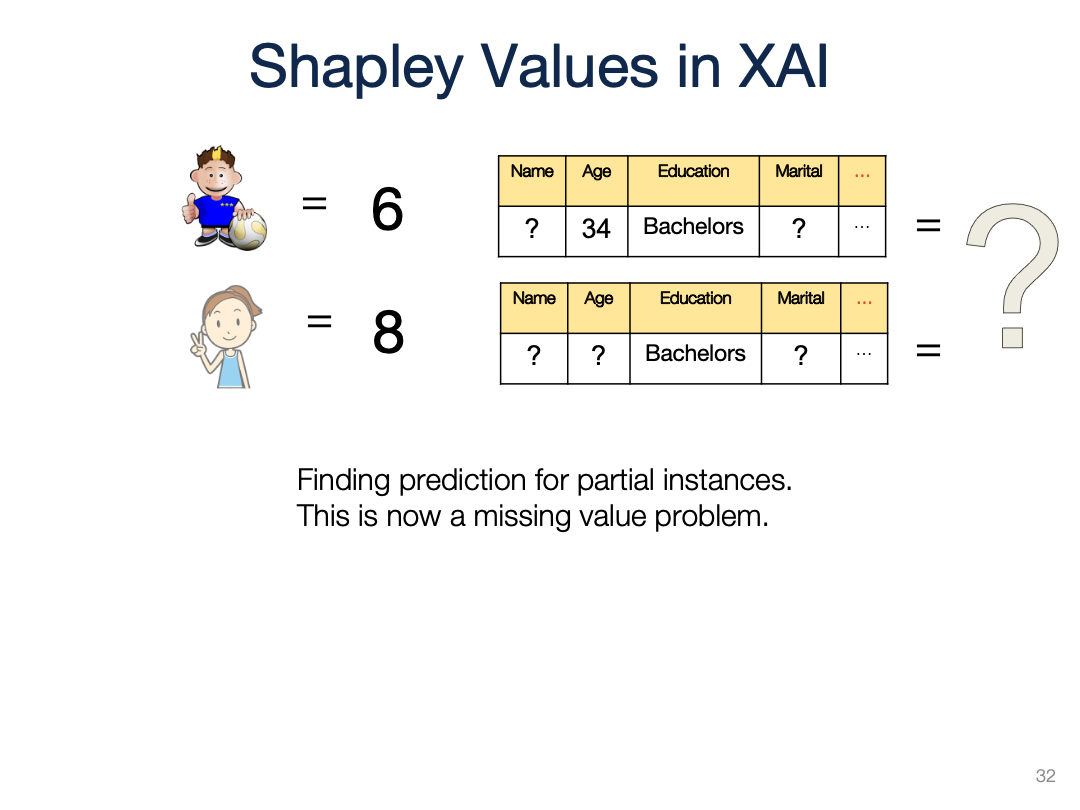 Shapley Values in XAI
= 6
Name Age Education Marital ...
? 34 Bachelors ? ...
=
= 8
Name Age Education Marital ...
? ? Bachelors ? ...
=
?
Finding prediction for partial instances.
This is now a missing value problem.
32